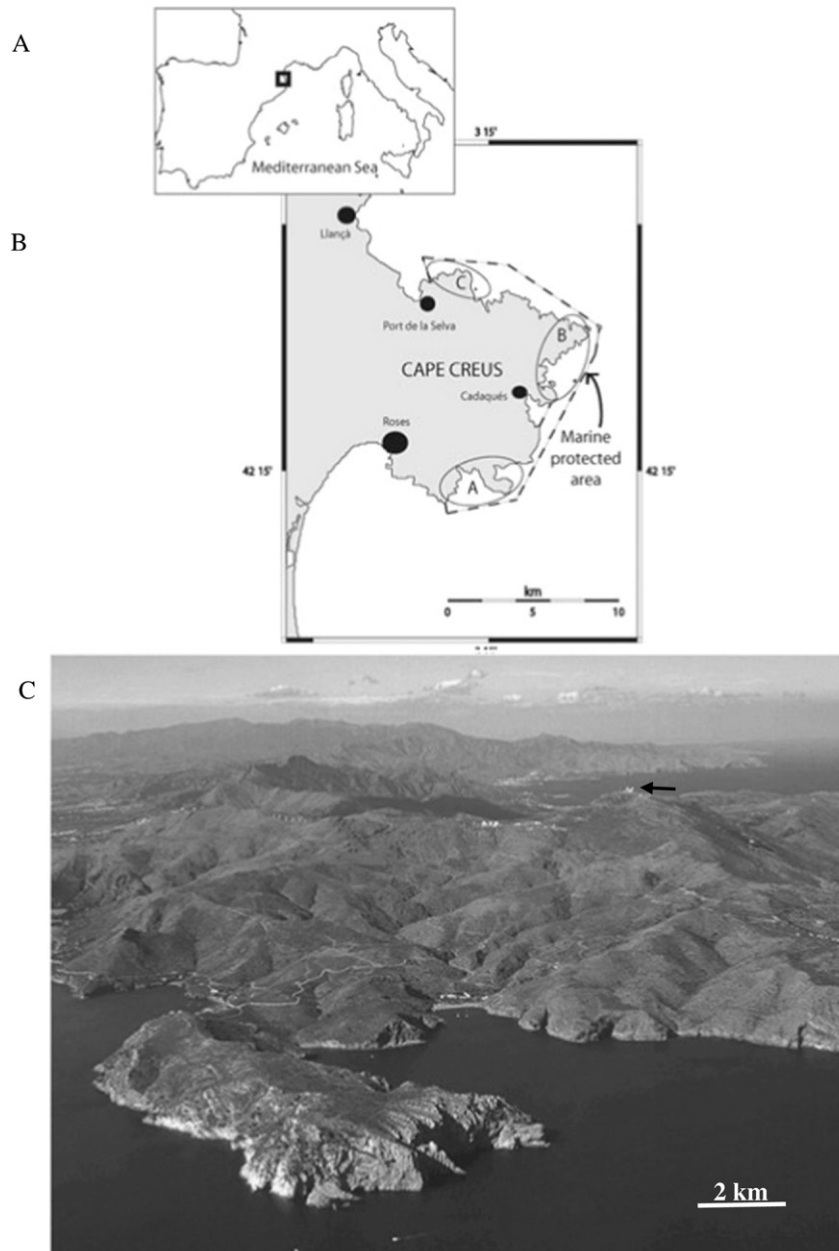 A
Mediterranean Sea
3 15'
B
Llançà
C
Port de la Selva
B
CAPE CREUS
Cadaqués
Roses
Marine
protected
area
42 15'
42 15'
A
km
0 5 10
C
2 km